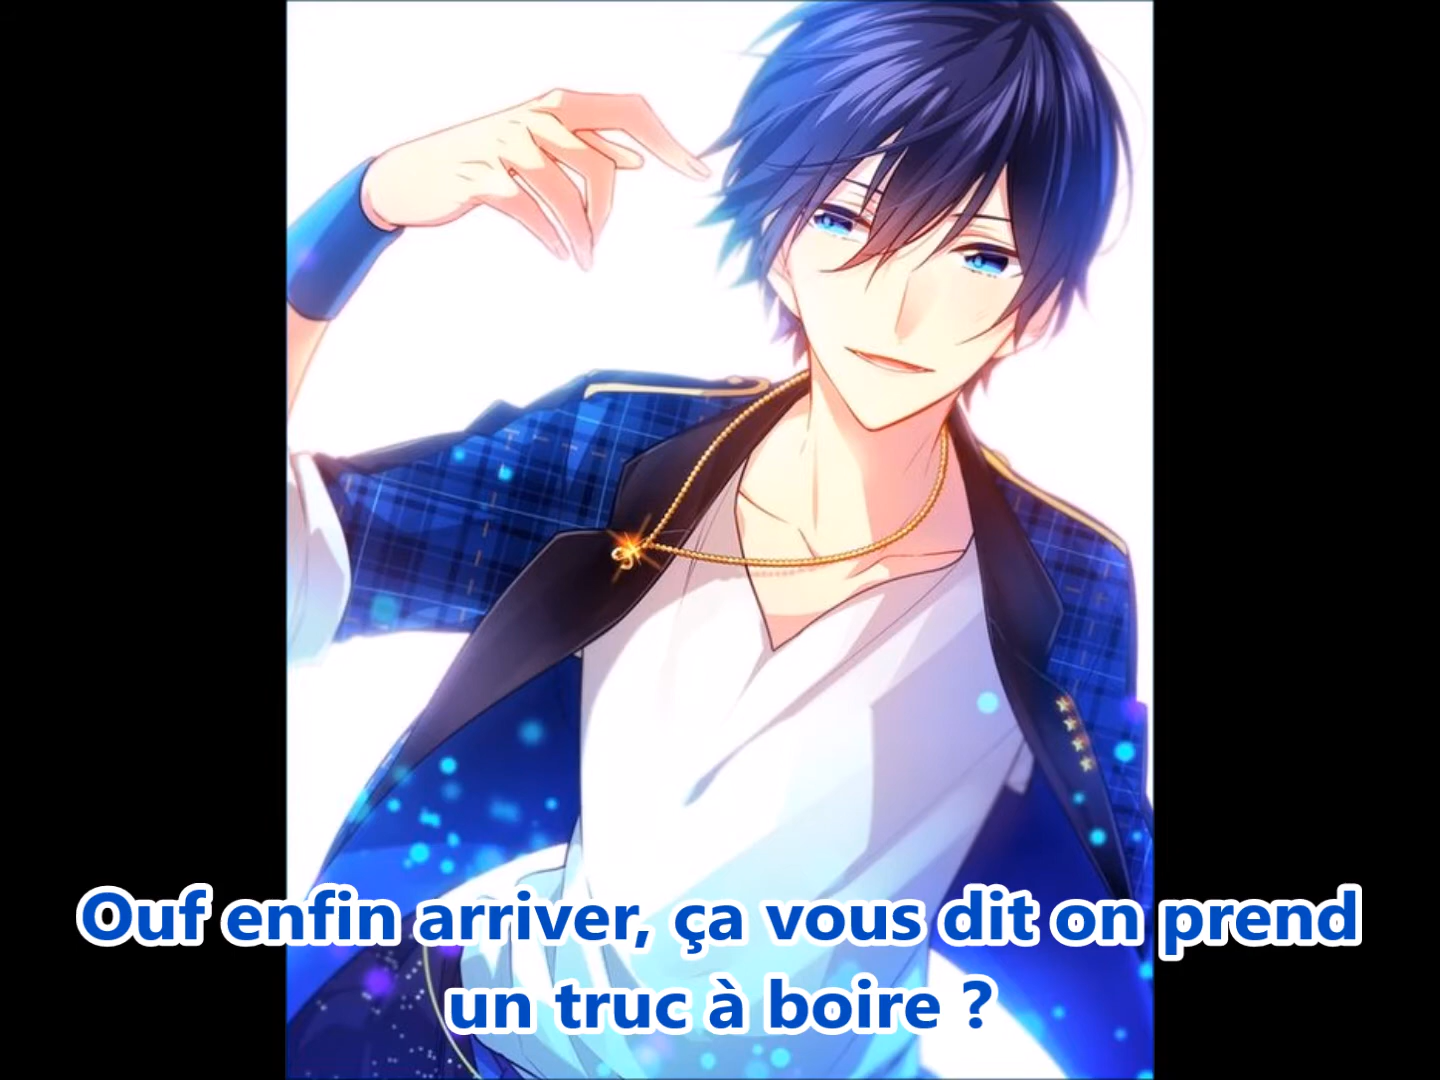 Ouf enfin arriver, ça vous dit on prend
un truc à boire ?